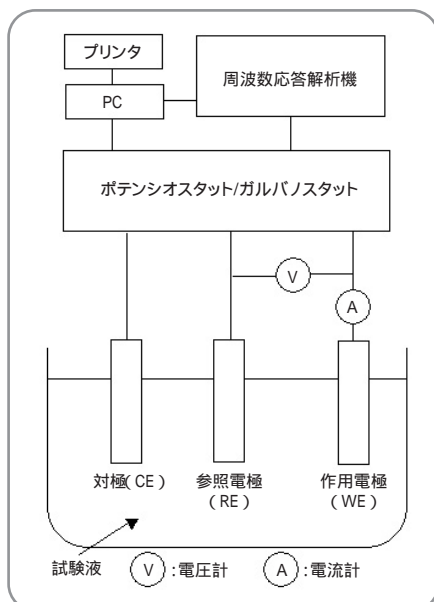 プリンタ
PC
周波数応答解析機
ポテンシオスタット/ガルバノスタット
V
A
対極(CE)
参照電極
(RE)
作用電極
(WE)
試験液
V :電圧計
A :電流計